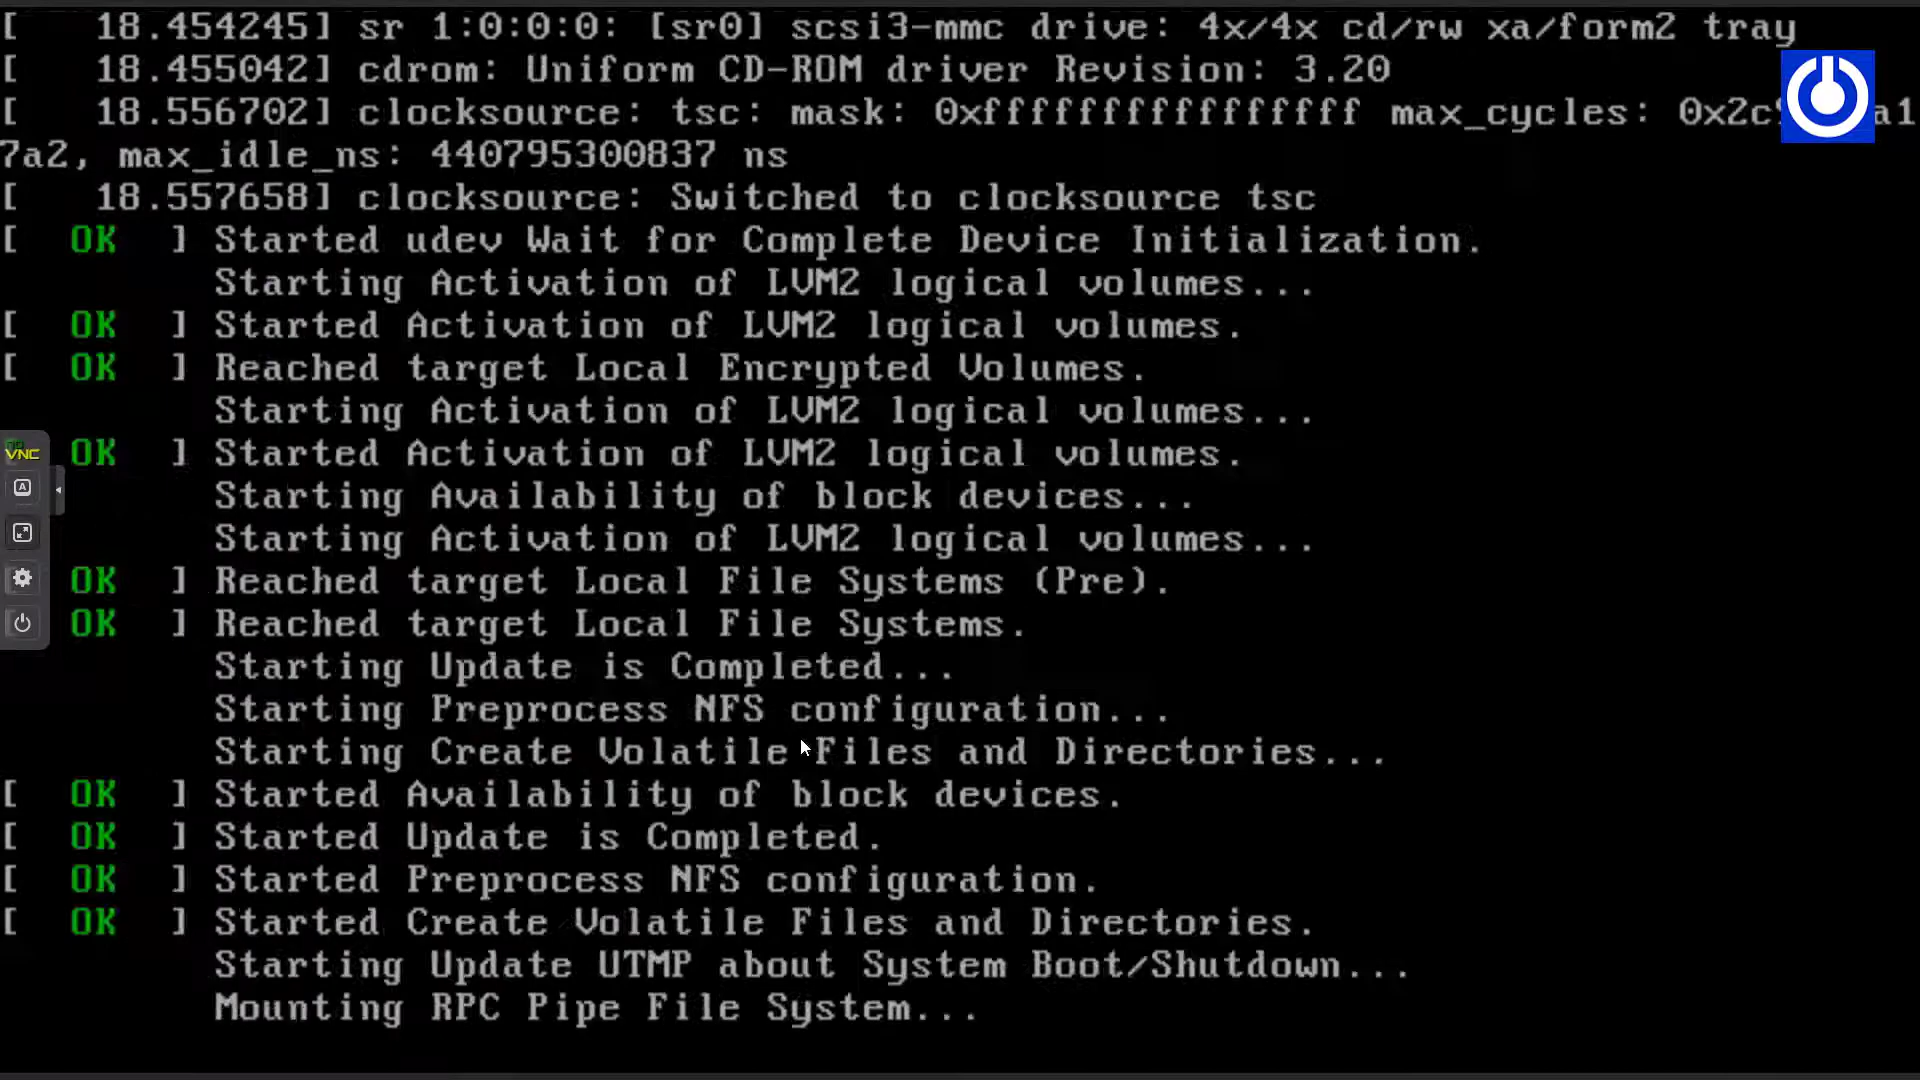 [   18.454245] sr 1:0:0:0: [sr0] scsi3-mmc drive: 4x/4x cd/rw xa/form2 tray
[   18.455042] cdrom: Uniform CD-ROM driver Revision: 3.20
[   18.556702] clocksource: tsc: mask: 0xffffffffffffffff max_cycles: 0x2c a1
7a2, max_idle_ns: 440795300837 ns
[   18.557658] clocksource: Switched to clocksource tsc
[  OK  ] Started udev Wait for Complete Device Initialization.
Starting Activation of LVM2 logical volumes...
[  OK  ] Started Activation of LVM2 logical volumes.
[  OK  ] Reached target Local Encrypted Volumes.
Starting Activation of LVM2 logical volumes...
VNC
OK  ] Started Activation of LVM2 logical volumes.
A
Starting Availability of block devices...
Starting Activation of LVM2 logical volumes...
OK  ] Reached target Local File Systems (Pre).
OK  ] Reached target Local File Systems.
Starting Update is Completed...
Starting Preprocess NFS configuration...
Starting Create Volatile Files and Directories...
[  OK  ] Started Availability of block devices.
[  OK  ] Started Update is Completed.
[  OK  ] Started Preprocess NFS configuration.
[  OK  ] Started Create Volatile Files and Directories.
Starting Update UTMP about System Boot/Shutdown...
Mounting RPC Pipe File System...